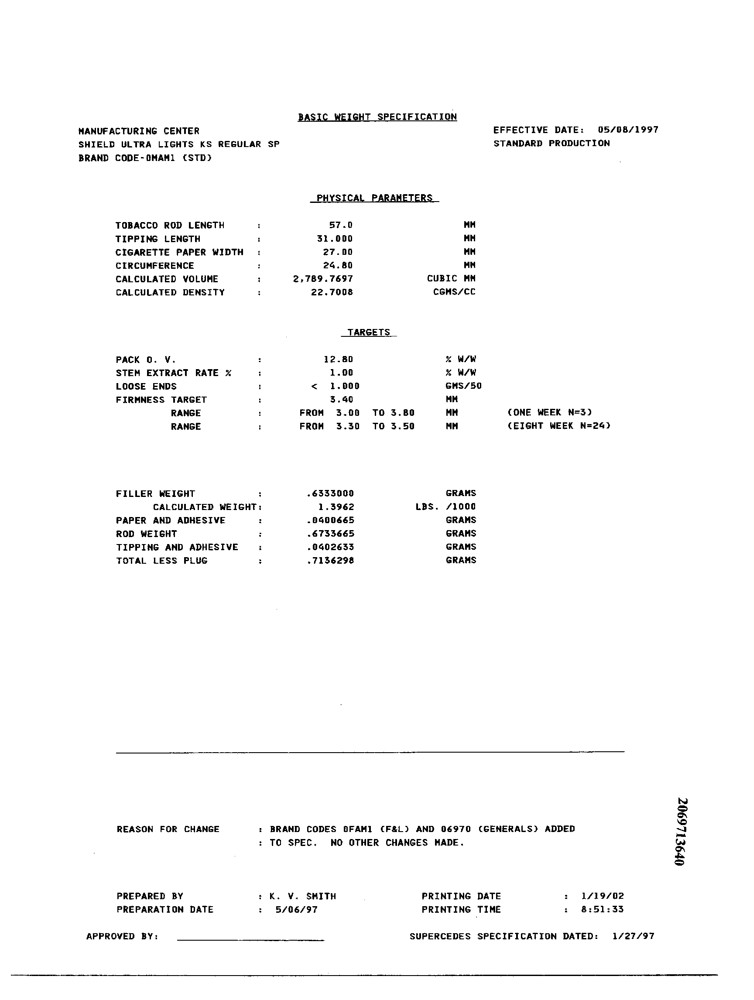 BASIC WEIGHT SPECIFICATION
MANUFACTURING CENTER EFFECTIVE DATE: 05/08/1997
SHIELD ULTRA LIGHTS KS REGULAR SP STANDARD PRODUCTION
BRAND CODE-0MAM1 (STD)
PHYSICAL PARAMETERS
TOBACCO ROD LENGTH : 57.0 MM
TIPPING LENGTH : 31.000 MM
CIGARETTE PAPER WIDTH : 27.00 MM
CIRCUMFERENCE : 24.80 MM
CALCULATED VOLUME : 2,789.7697 CUBIC MM
CALCULATED DENSITY : 22.7008 CGMS/CC
TARGETS
PACK O. V. : 12.80 % W/W
STEM EXTRACT RATE % : 1.00 % W/W
LOOSE ENDS : < 1.000 GMS/50
FIRMNESS TARGET : 3.40 MM
RANGE : FROM 3.00 TO 3.80 MM (ONE WEEK N=3)
RANGE : FROM 3.30 TO 3.50 MM (EIGHT WEEK N=24)
FILLER WEIGHT : .6333000 GRAMS
CALCULATED WEIGHT: 1.3962 LBS. /1000
PAPER AND ADHESIVE : .0400665 GRAMS
ROD WEIGHT : .6733665 GRAMS
TIPPING AND ADHESIVE : .0402633 GRAMS
TOTAL LESS PLUG : .7136298 GRAMS
REASON FOR CHANGE : BRAND CODES 0FAM1 (F&L) AND 06970 (GENERALS) ADDED
: TO SPEC. NO OTHER CHANGES MADE.
2069713640
PREPARED BY : K. V. SMITH PRINTING DATE : 1/19/02
PREPARATION DATE : 5/06/97 PRINTING TIME : 8:51:33
APPROVED BY: SUPERCEDES SPECIFICATION DATED: 1/27/97